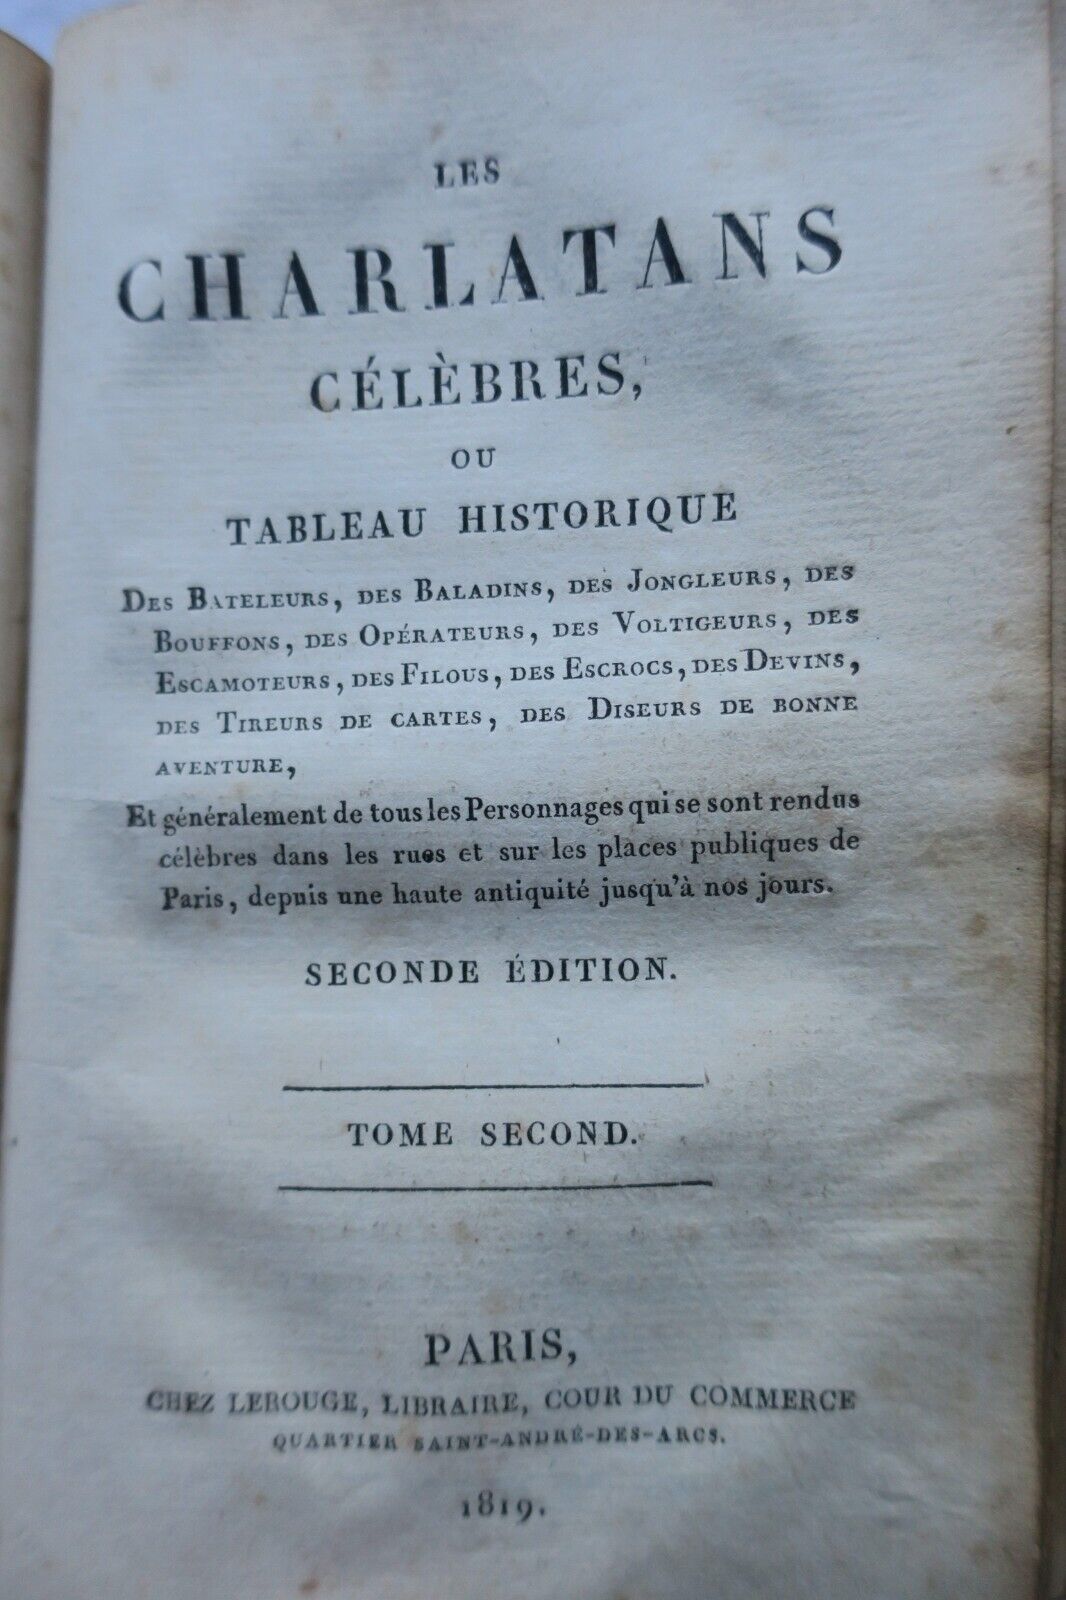 LES
CHARLATANS
CÉLÈBRES,
OU
TABLEAU HISTORIQUE
DES BATELEURS, DES BALADINS, DES JONGLEURS, DES
BOUFFONS, DES OPÉRATEURS, DES VOLTIGEURS, DES
ESCAMOTEURS, DES FILOUS, DES ESCROCS, DES DEVINS,
DES TIREURS DE CARTES, DES DISEURS DE BONNE
AVENTURE,
Et généralement de tous les Personnages qui se sont rendus
célèbres dans les rues et sur les places publiques de
Paris, depuis une haute antiquité jusqu'à nos jours.
SECONDE ÉDITION.
TOME SECOND.
PARIS,
CHEZ LEROUGE, LIBRAIRE, COUR DU COMMERCE
QUARTIER SAINT-ANDRÉ-DES-ARCS.
1819.